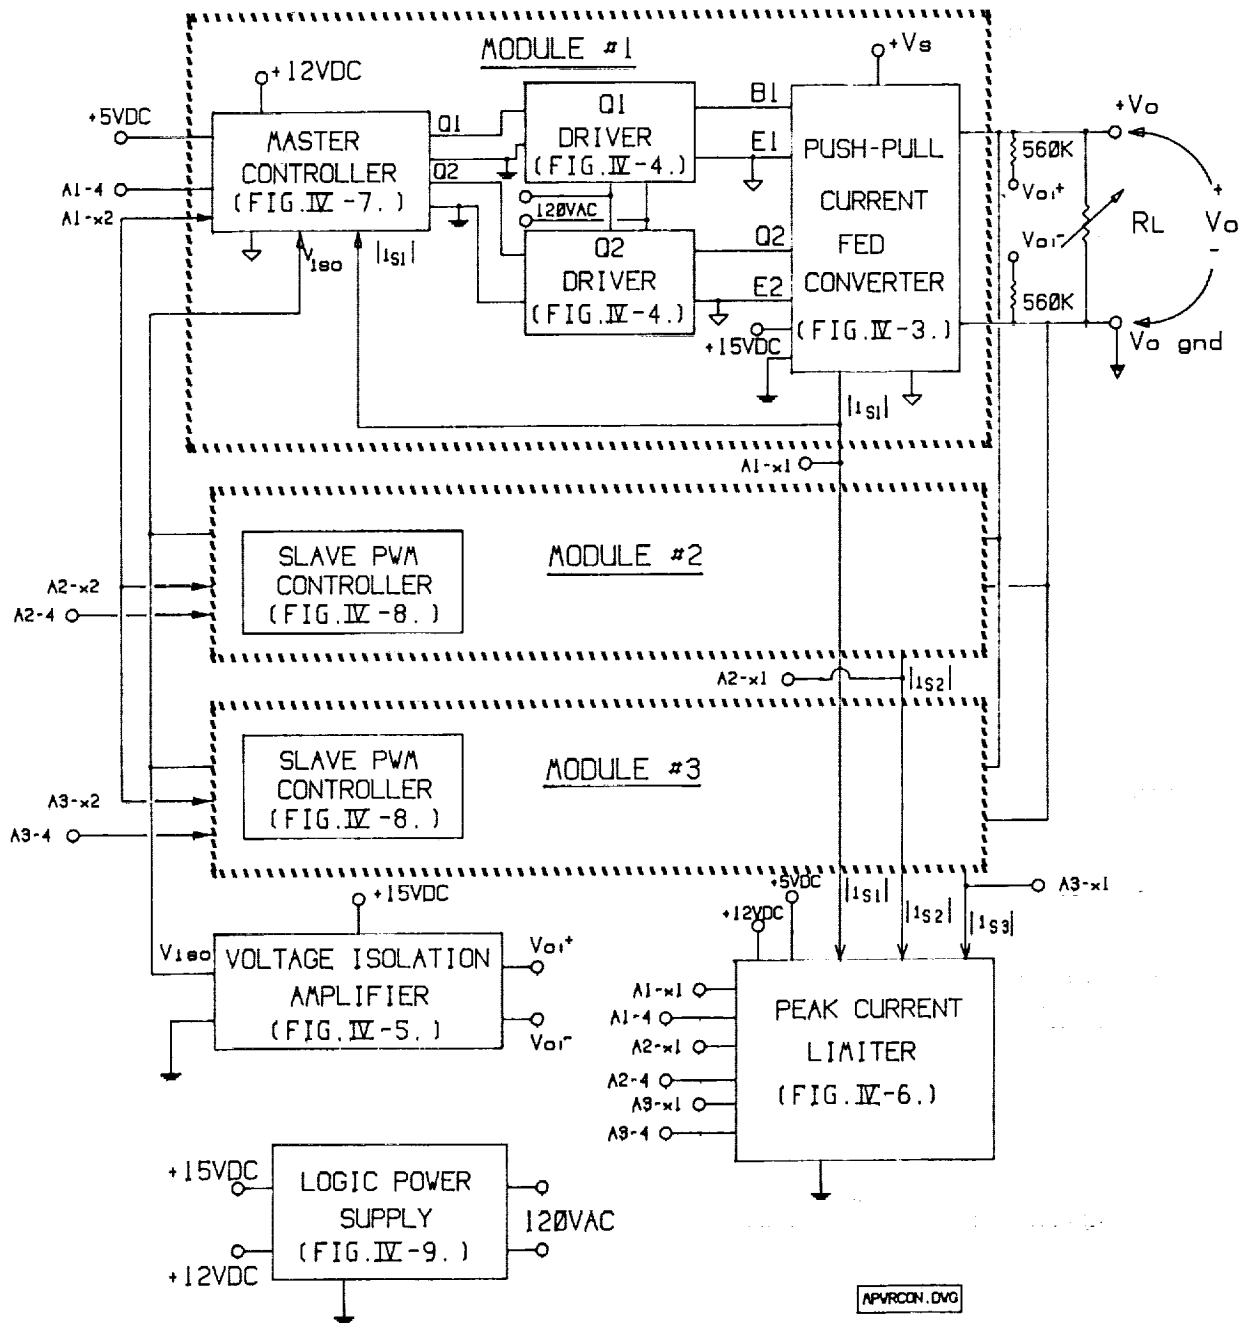 MODULE #1
+Vs
+12VDC
+5VDC
A1-4
A1-x2
MASTER
CONTROLLER
(FIG.IV-7.)
Viso
|is1|
Q1
Q2
Q1
DRIVER
(FIG.IV-4.)
120VAC
Q2
DRIVER
(FIG.IV-4.)
B1
E1
Q2
E2
+15VDC
PUSH-PULL
CURRENT
FED
CONVERTER
(FIG.IV-3.)
|is1|
560K
Voi+
Voi-
560K
RL
+Vo
+
Vo
-
Vo gnd
A1-x1
SLAVE PWM
CONTROLLER
(FIG.IV-8.)
MODULE #2
A2-x2
A2-4
A2-x1
|is2|
SLAVE PWM
CONTROLLER
(FIG.IV-8.)
MODULE #3
A3-x2
A3-4
+15VDC
Viso
VOLTAGE ISOLATION
AMPLIFIER
(FIG.IV-5.)
Voi+
Voi-
+12VDC
+5VDC
|is1|
|is2|
|is3|
A3-x1
A1-x1
A1-4
A2-x1
A2-4
A3-x1
A3-4
PEAK CURRENT
LIMITER
(FIG.IV-6.)
+15VDC
+12VDC
LOGIC POWER
SUPPLY
(FIG.IV-9.)
120VAC
APVRCON.DWG